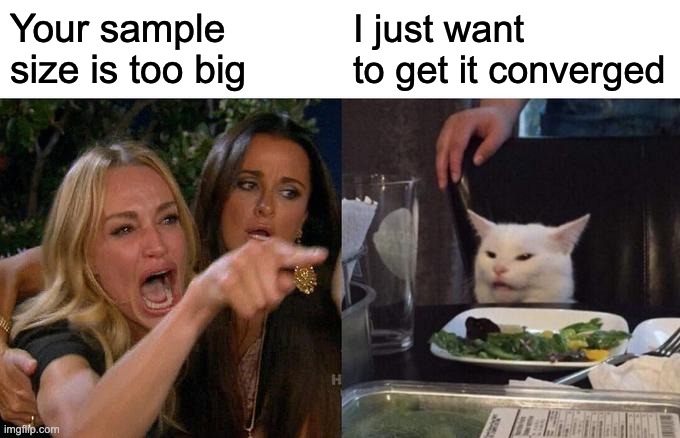 Your sample
size is too big
I just want
to get it converged
H
imgflip.com